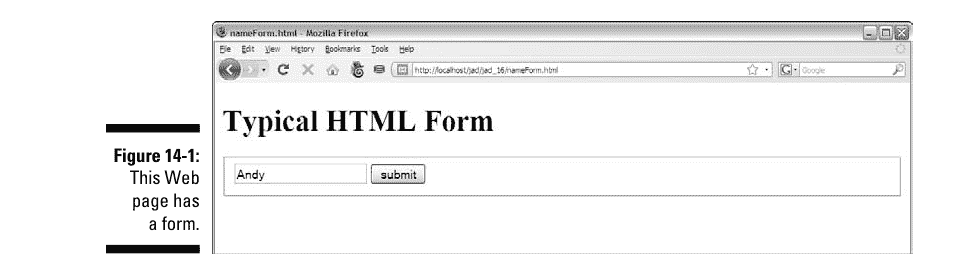 nameForm.html - Mozilla Firefox
File Edit View History Bookmarks Tools Help
http://localhost/jad/jad_16/nameForm.html
G Google
Typical HTML Form
Andy submit
Figure 14-1:
This Web
page has
a form.